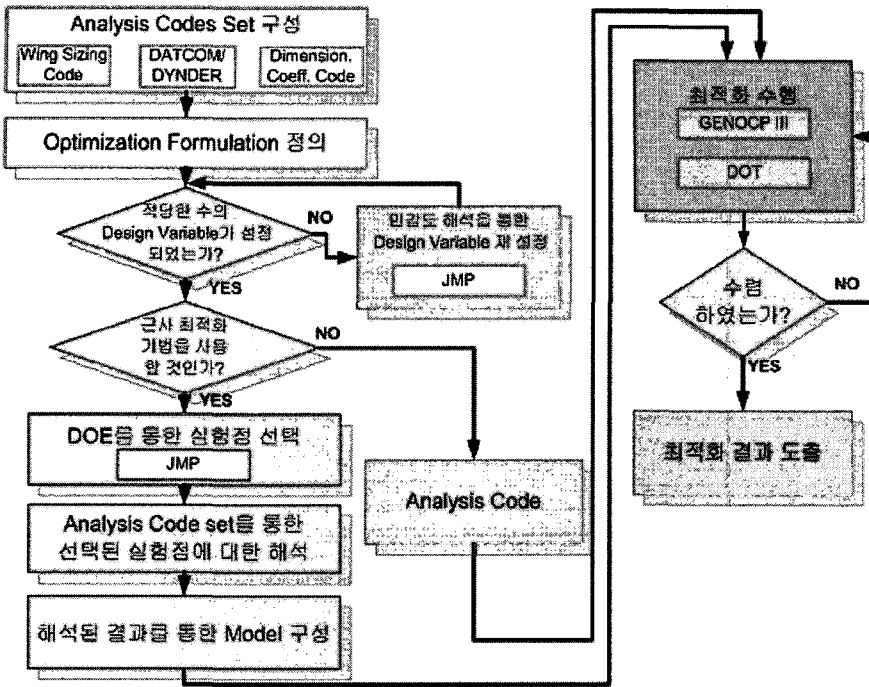 Analysis Codes Set 구성
Wing Sizing
Code
DATCOM/
DYNDER
Dimension.
Coeff. Code
Optimization Formulation 정의
적당한 수의
Design Variable가 설정
되었는가?
NO
YES
민감도 해석을 통한
Design Variable 재 설정
JMP
근사 최적화
기법을 사용
할 것인가?
NO
YES
DOE를 통한 실험점 선택
JMP
Analysis Code set을 통한
선택된 실험점에 대한 해석
해석된 결과를 통한 Model 구성
Analysis Code
최적화 수행
GENOCP III
DOT
수렴
하였는가?
NO
YES
최적화 결과 도출